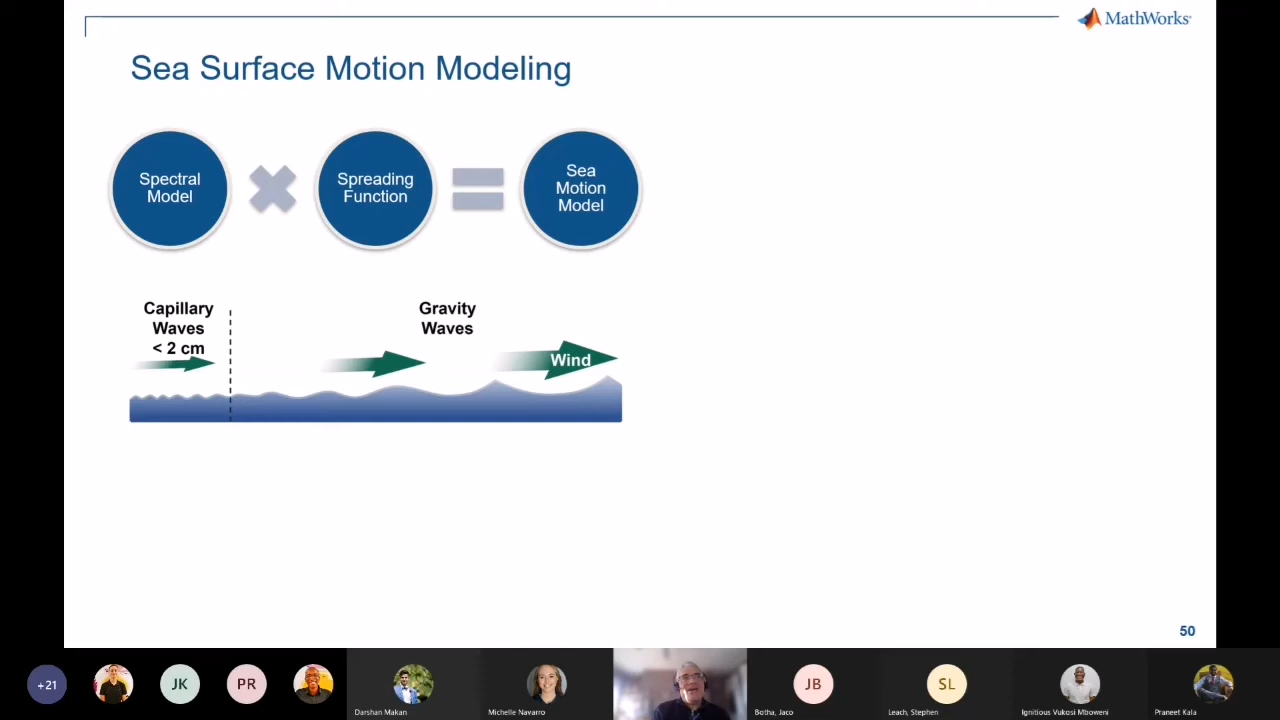 MathWorks
Sea Surface Motion Modeling
Spectral
Model
Spreading
Function
Sea
Motion
Model
Capillary
Waves
< 2 cm
Gravity
Waves
Wind
50
+21
JK
PR
Darshan Makan
Michelle Navarro
JB
Botha, Jaco
SL
Leach, Stephen
Ignitious Vukosi Mboweni
Praneet Kala